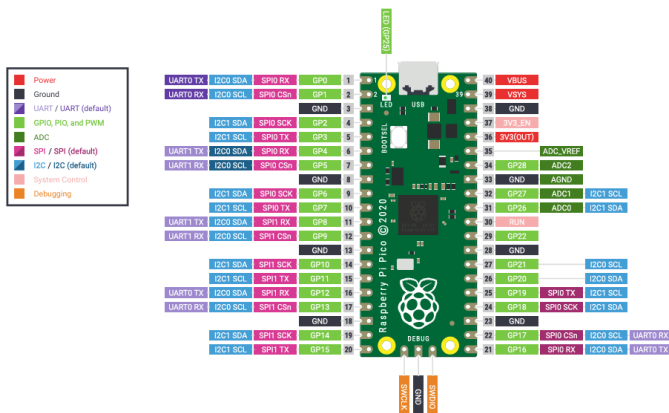 LED (GP25)
Power
Ground
UART / UART (default)
GPIO, PIO, and PWM
ADC
SPI / SPI (default)
I2C / I2C (default)
System Control
Debugging
UART0 TX I2C0 SDA SPI0 RX GP0 1
UART0 RX I2C0 SCL SPI0 CSn GP1 2
GND 3
I2C1 SDA SPI0 SCK GP2 4
I2C1 SCL SPI0 TX GP3 5
UART1 TX I2C0 SDA SPI0 RX GP4 6
UART1 RX I2C0 SCL SPI0 CSn GP5 7
GND 8
I2C1 SDA SPI0 SCK GP6 9
I2C1 SCL SPI0 TX GP7 10
UART1 TX I2C0 SDA SPI1 RX GP8 11
UART1 RX I2C0 SCL SPI1 CSn GP9 12
GND 13
I2C1 SDA SPI1 SCK GP10 14
I2C1 SCL SPI1 TX GP11 15
UART0 TX I2C0 SDA SPI1 RX GP12 16
UART0 RX I2C0 SCL SPI1 CSn GP13 17
GND 18
I2C1 SDA SPI1 SCK GP14 19
I2C1 SCL SPI1 TX GP15 20
1
2
39
LED
USB
BOOTSEL
Raspberry Pi Pico © 2020
DEBUG
40 VBUS
39 VSYS
38 GND
37 3V3_EN
36 3V3(OUT)
35 ADC_VREF
34 GP28 ADC2
33 GND AGND
32 GP27 ADC1 I2C1 SCL
31 GP26 ADC0 I2C1 SDA
30 RUN
29 GP22
28 GND
27 GP21 I2C0 SCL
26 GP20 I2C0 SDA
25 GP19 SPI0 TX I2C1 SCL
24 GP18 SPI0 SCK I2C1 SDA
23 GND
22 GP17 SPI0 CSn I2C0 SCL UART0 RX
21 GP16 SPI0 RX I2C0 SDA UART0 TX
SWCLK
GND
SWDIO